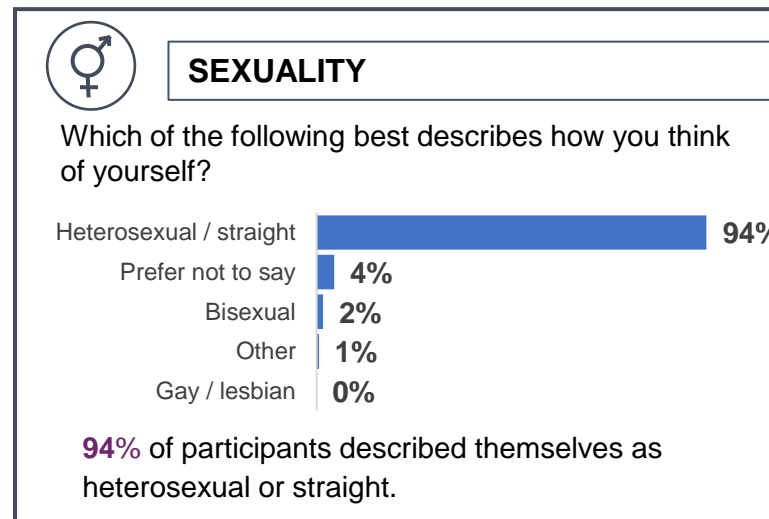 SEXUALITY
Which of the following best describes how you think
of yourself?
Heterosexual / straight 94%
Prefer not to say 4%
Bisexual 2%
Other 1%
Gay / lesbian 0%
94% of participants described themselves as
heterosexual or straight.